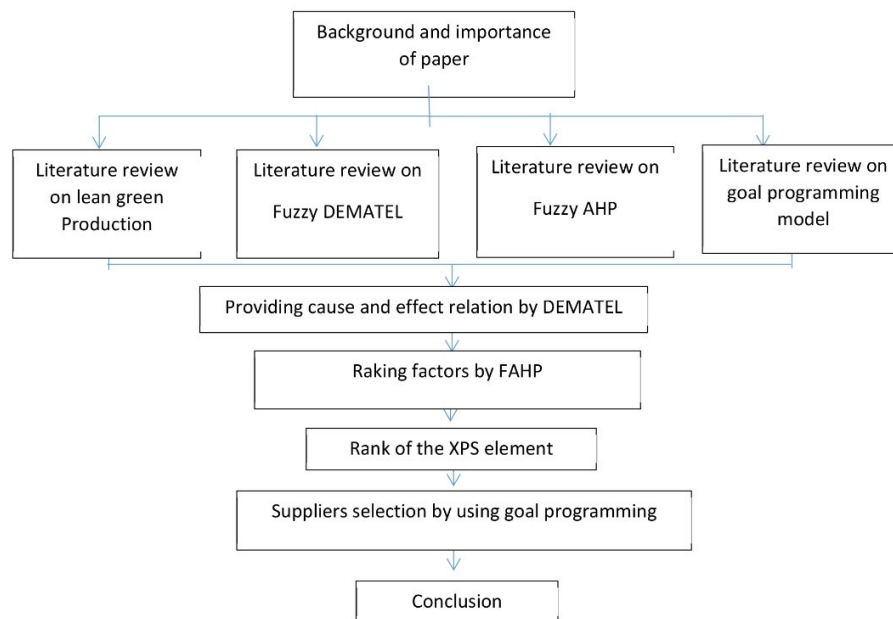 Background and importance
of paper
Literature review
on lean green
Production
Literature review on
Fuzzy DEMATEL
Literature review on
Fuzzy AHP
Literature review on
goal programming
model
Providing cause and effect relation by DEMATEL
Raking factors by FAHP
Rank of the XPS element
Suppliers selection by using goal programming
Conclusion